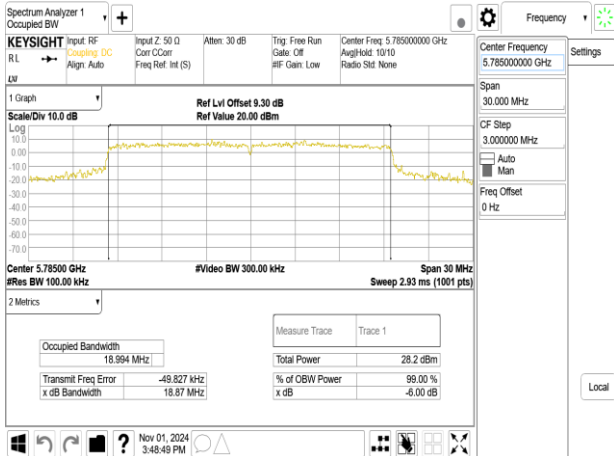 Spectrum Analyzer 1
Occupied BW
Frequency
KEYSIGHT
RL
LXI
Input: RF
Coupling: DC
Align: Auto
Input Z: 50 Ω
Corr CCorr
Freq Ref: Int (S)
Atten: 30 dB
Trig: Free Run
Gate: Off
#IF Gain: Low
Center Freq: 5.785000000 GHz
Avg|Hold: 10/10
Radio Std: None
Center Frequency
5.785000000 GHz
Settings
Span
30.000 MHz
CF Step
3.000000 MHz
Auto
Man
Freq Offset
0 Hz
Local
1 Graph
Scale/Div 10.0 dB
Ref Lvl Offset 9.30 dB
Ref Value 20.00 dBm
Log
10.0
0.00
-10.0
-20.0
-30.0
-40.0
-50.0
-60.0
-70.0
Center 5.78500 GHz
#Video BW 300.00 kHz
Span 30 MHz
#Res BW 100.00 kHz
Sweep 2.93 ms (1001 pts)
2 Metrics
Measure Trace Trace 1
Occupied Bandwidth
18.994 MHz
Total Power 28.2 dBm
Transmit Freq Error -49.827 kHz
% of OBW Power 99.00 %
x dB Bandwidth 18.87 MHz
x dB -6.00 dB
Nov 01, 2024
3:48:49 PM